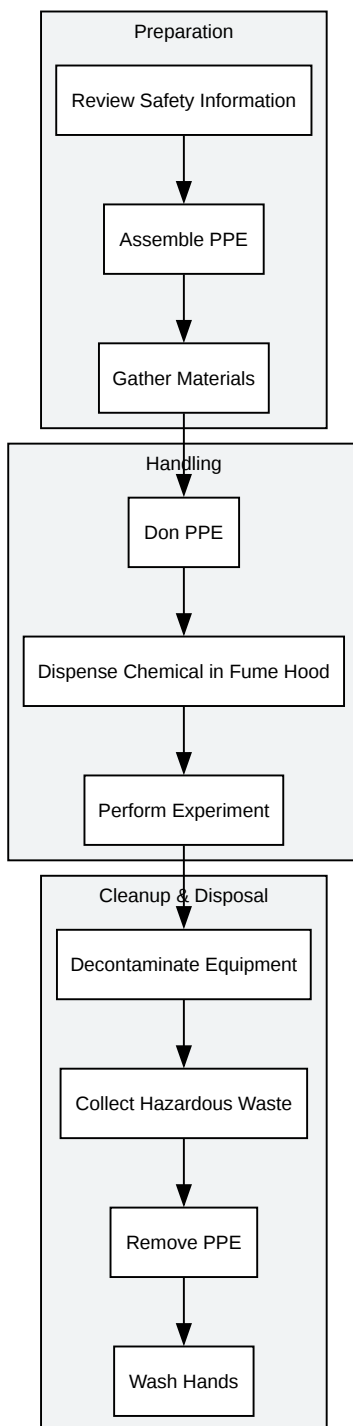 Preparation
Review Safety Information
Assemble PPE
Gather Materials
Handling
Don PPE
Dispense Chemical in Fume Hood
Perform Experiment
Cleanup & Disposal
Decontaminate Equipment
Collect Hazardous Waste
Remove PPE
Wash Hands